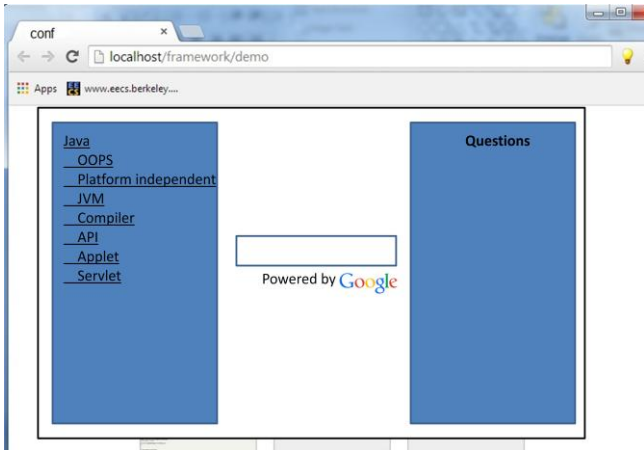 conf
localhost/framework/demo
Apps www.eecs.berkeley....
Java
OOPS
Platform independent
JVM
Compiler
API
Applet
Servlet
Powered by Google
Questions